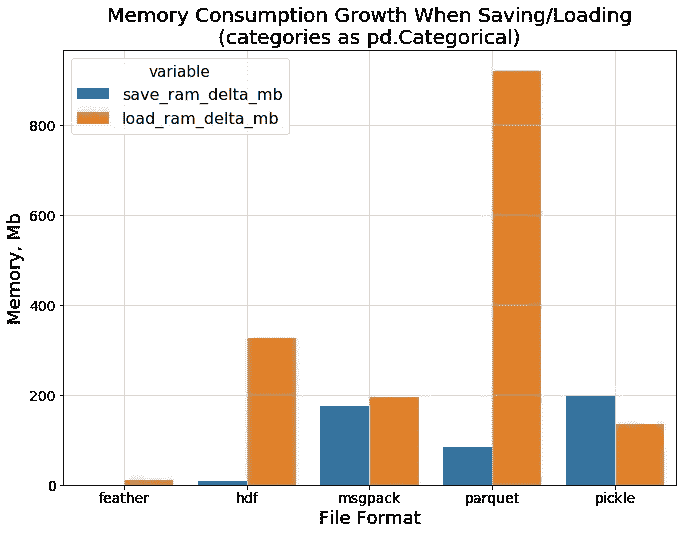 Memory Consumption Growth When Saving/Loading
(categories as pd.Categorical)
variable
save_ram_delta_mb
load_ram_delta_mb
Memory, Mb
800
600
400
200
0
feather hdf msgpack parquet pickle
File Format